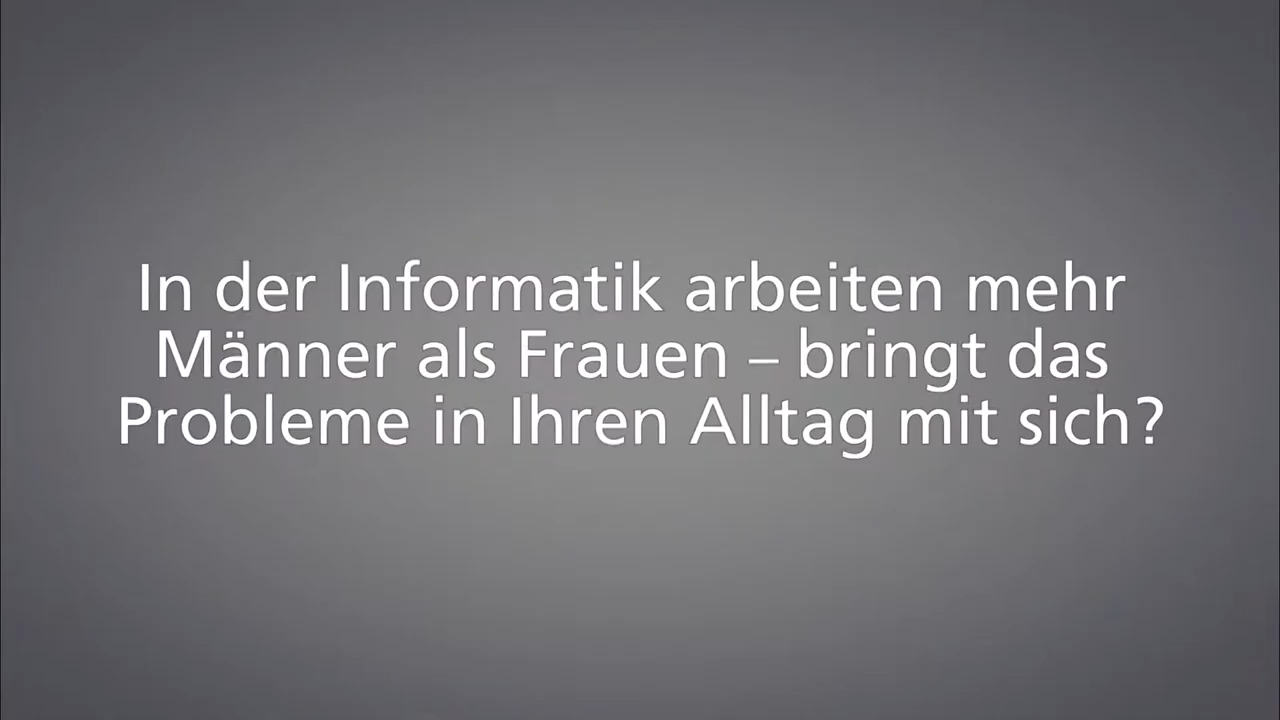 In der Informatik arbeiten mehr
Männer als Frauen – bringt das
Probleme in Ihren Alltag mit sich?